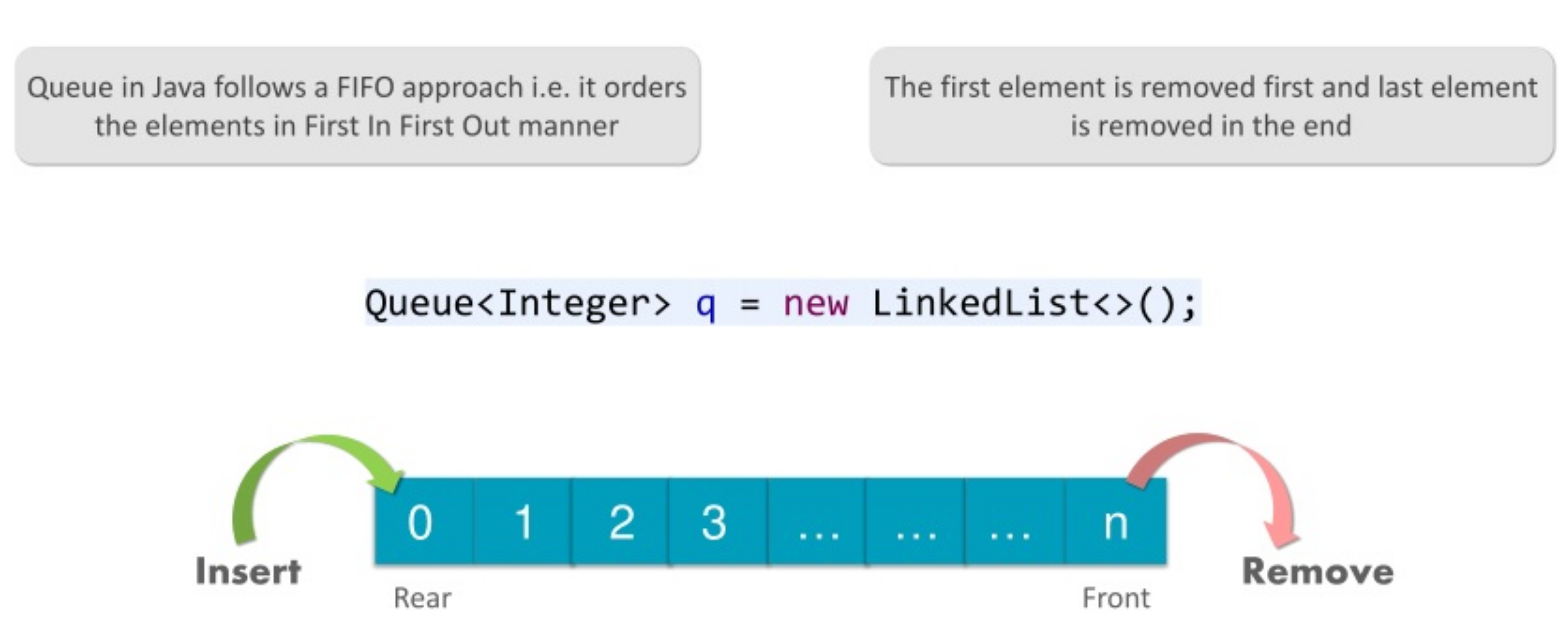 Queue in Java follows a FIFO approach i.e. it orders
the elements in First In First Out manner
The first element is removed first and last element
is removed in the end
Queue<Integer> q = new LinkedList<>();
0 1 2 3 ... ... ... n
Insert
Remove
Rear
Front